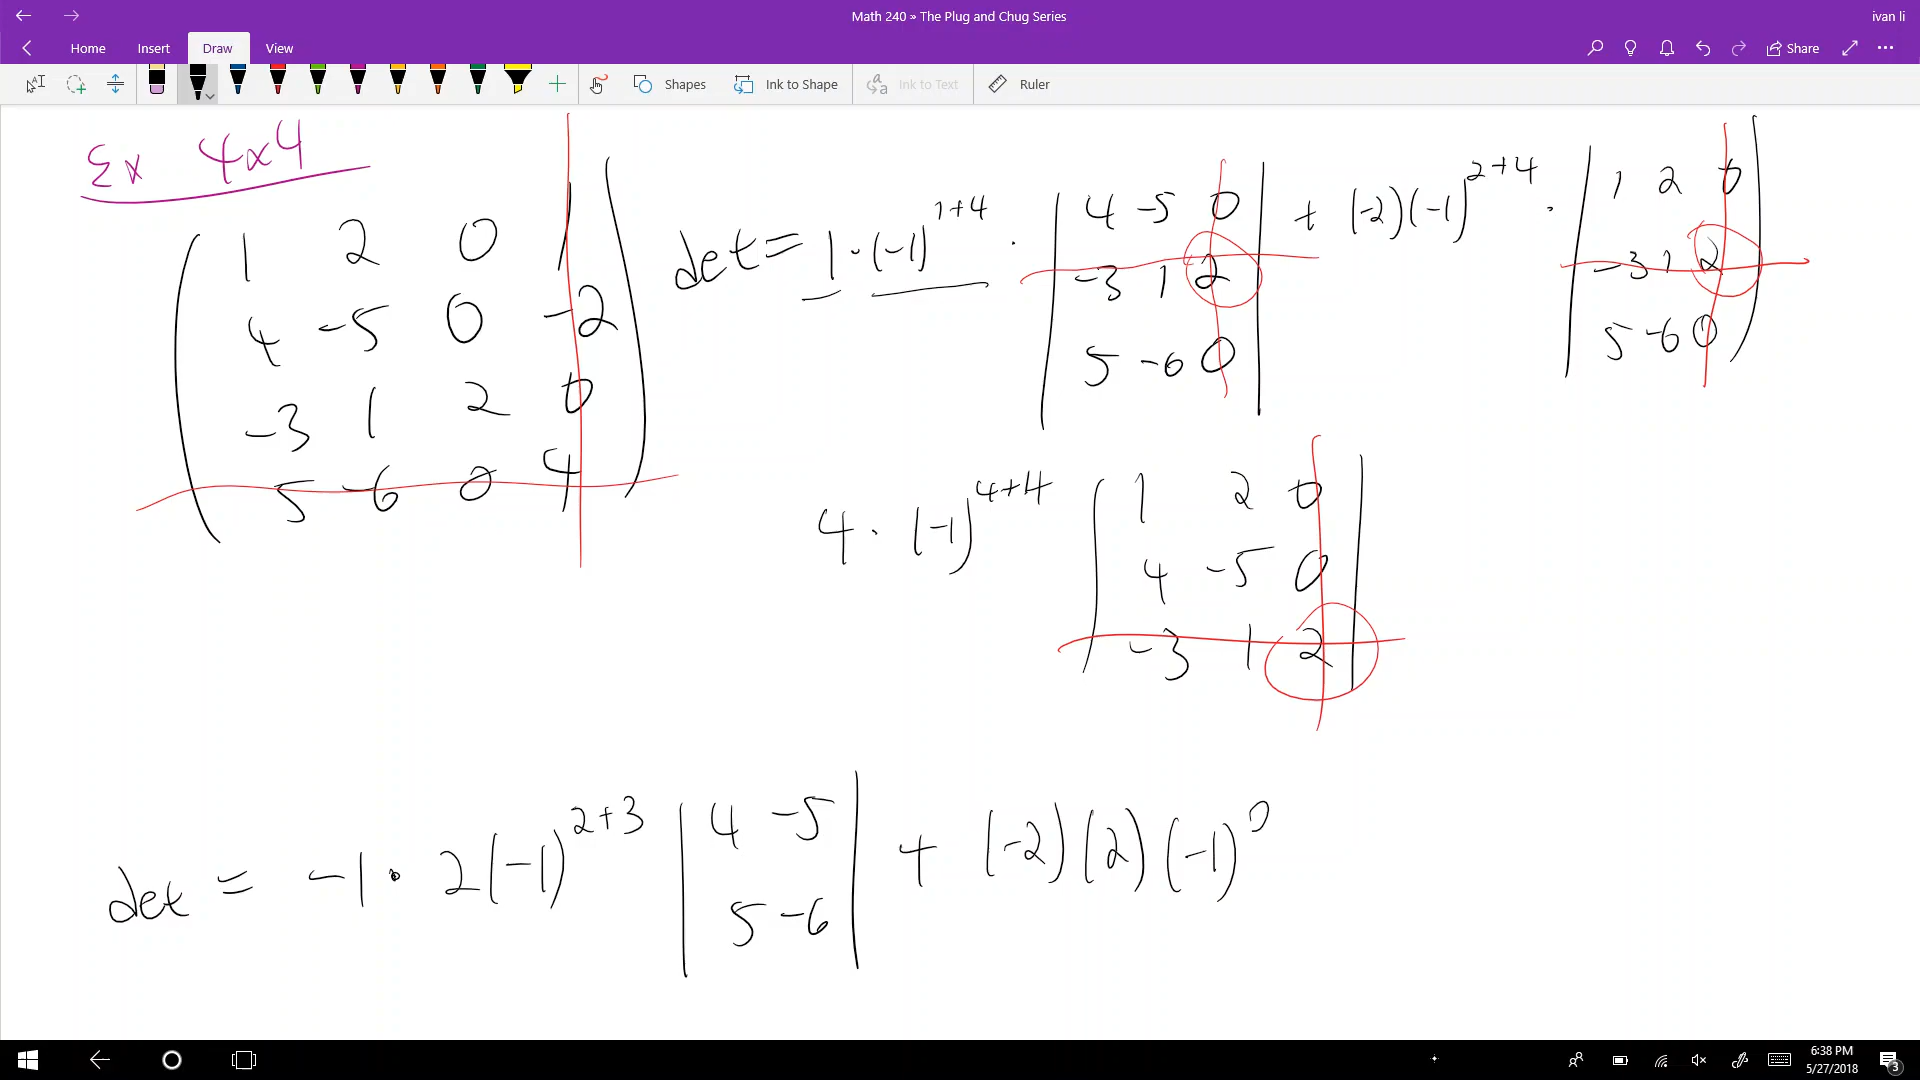 Math 240 » The Plug and Chug Series
ivan li
Home Insert Draw View
Share
Shapes Ink to Shape Ink to Text Ruler
Ex 4x4
1 2 0 1
4 -5 0 -2
-3 1 2 0
5 -6 0 4
det = 1 · (-1)^1+4 · | 4 -5 0 | + (-2)(-1)^2+4 · | 1 2 0 |
-3 1 2 -3 1 2
5 -6 0 5 -6 0
4 · (-1)^4+4 | 1 2 0 |
4 -5 0
-3 1 2
det = -1 · 2(-1)^2+3 | 4 -5 | + (-2)(2)(-1)
5 -6
6:38 PM
5/27/2018
3